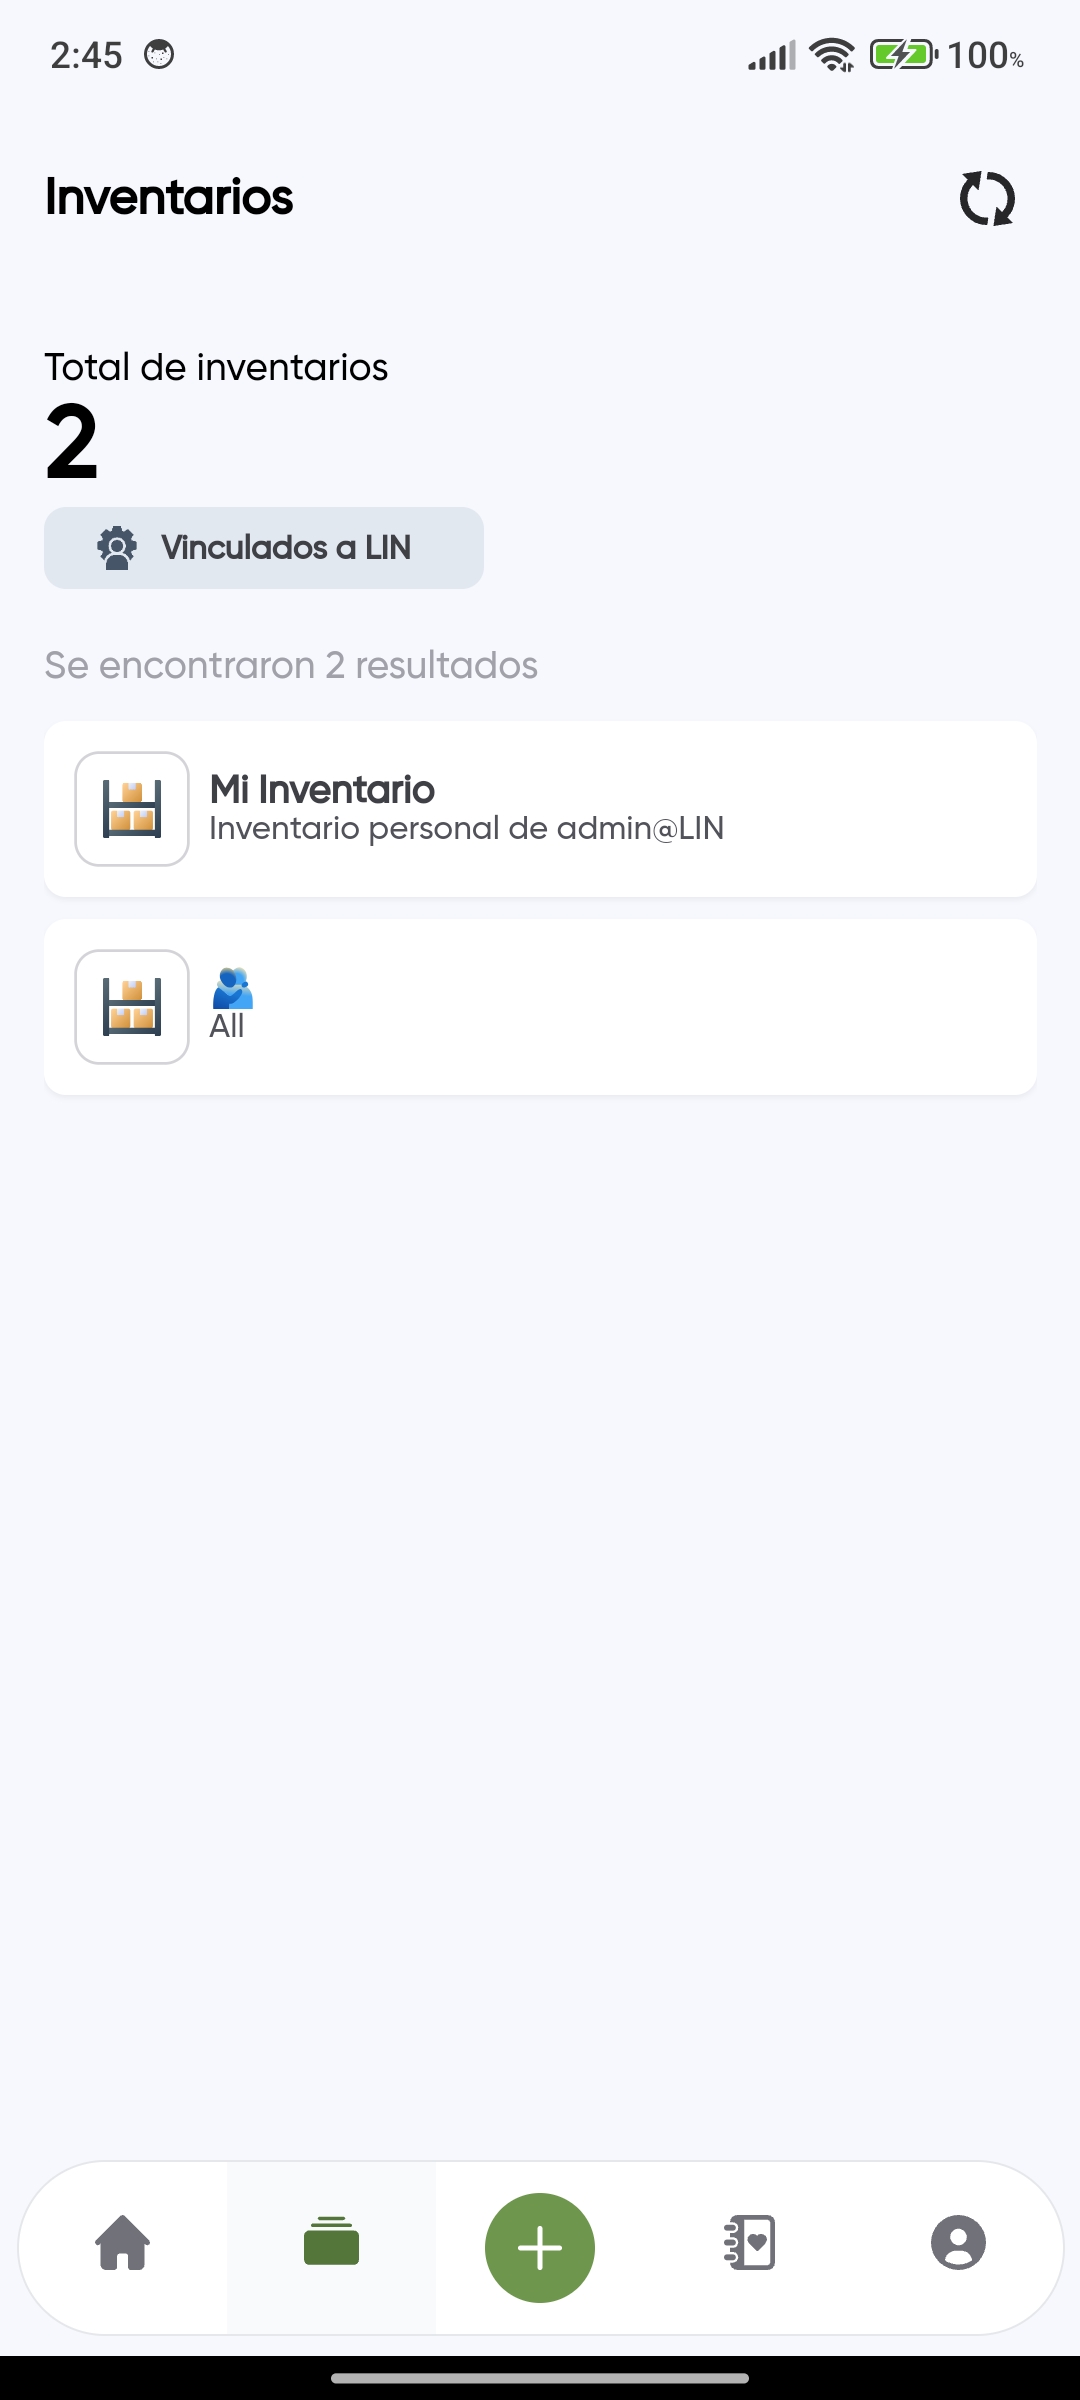 2:45
100%
Inventarios
Total de inventarios
2
Vinculados a LIN
Se encontraron 2 resultados
Mi Inventario
Inventario personal de admin@LIN
🫂
All